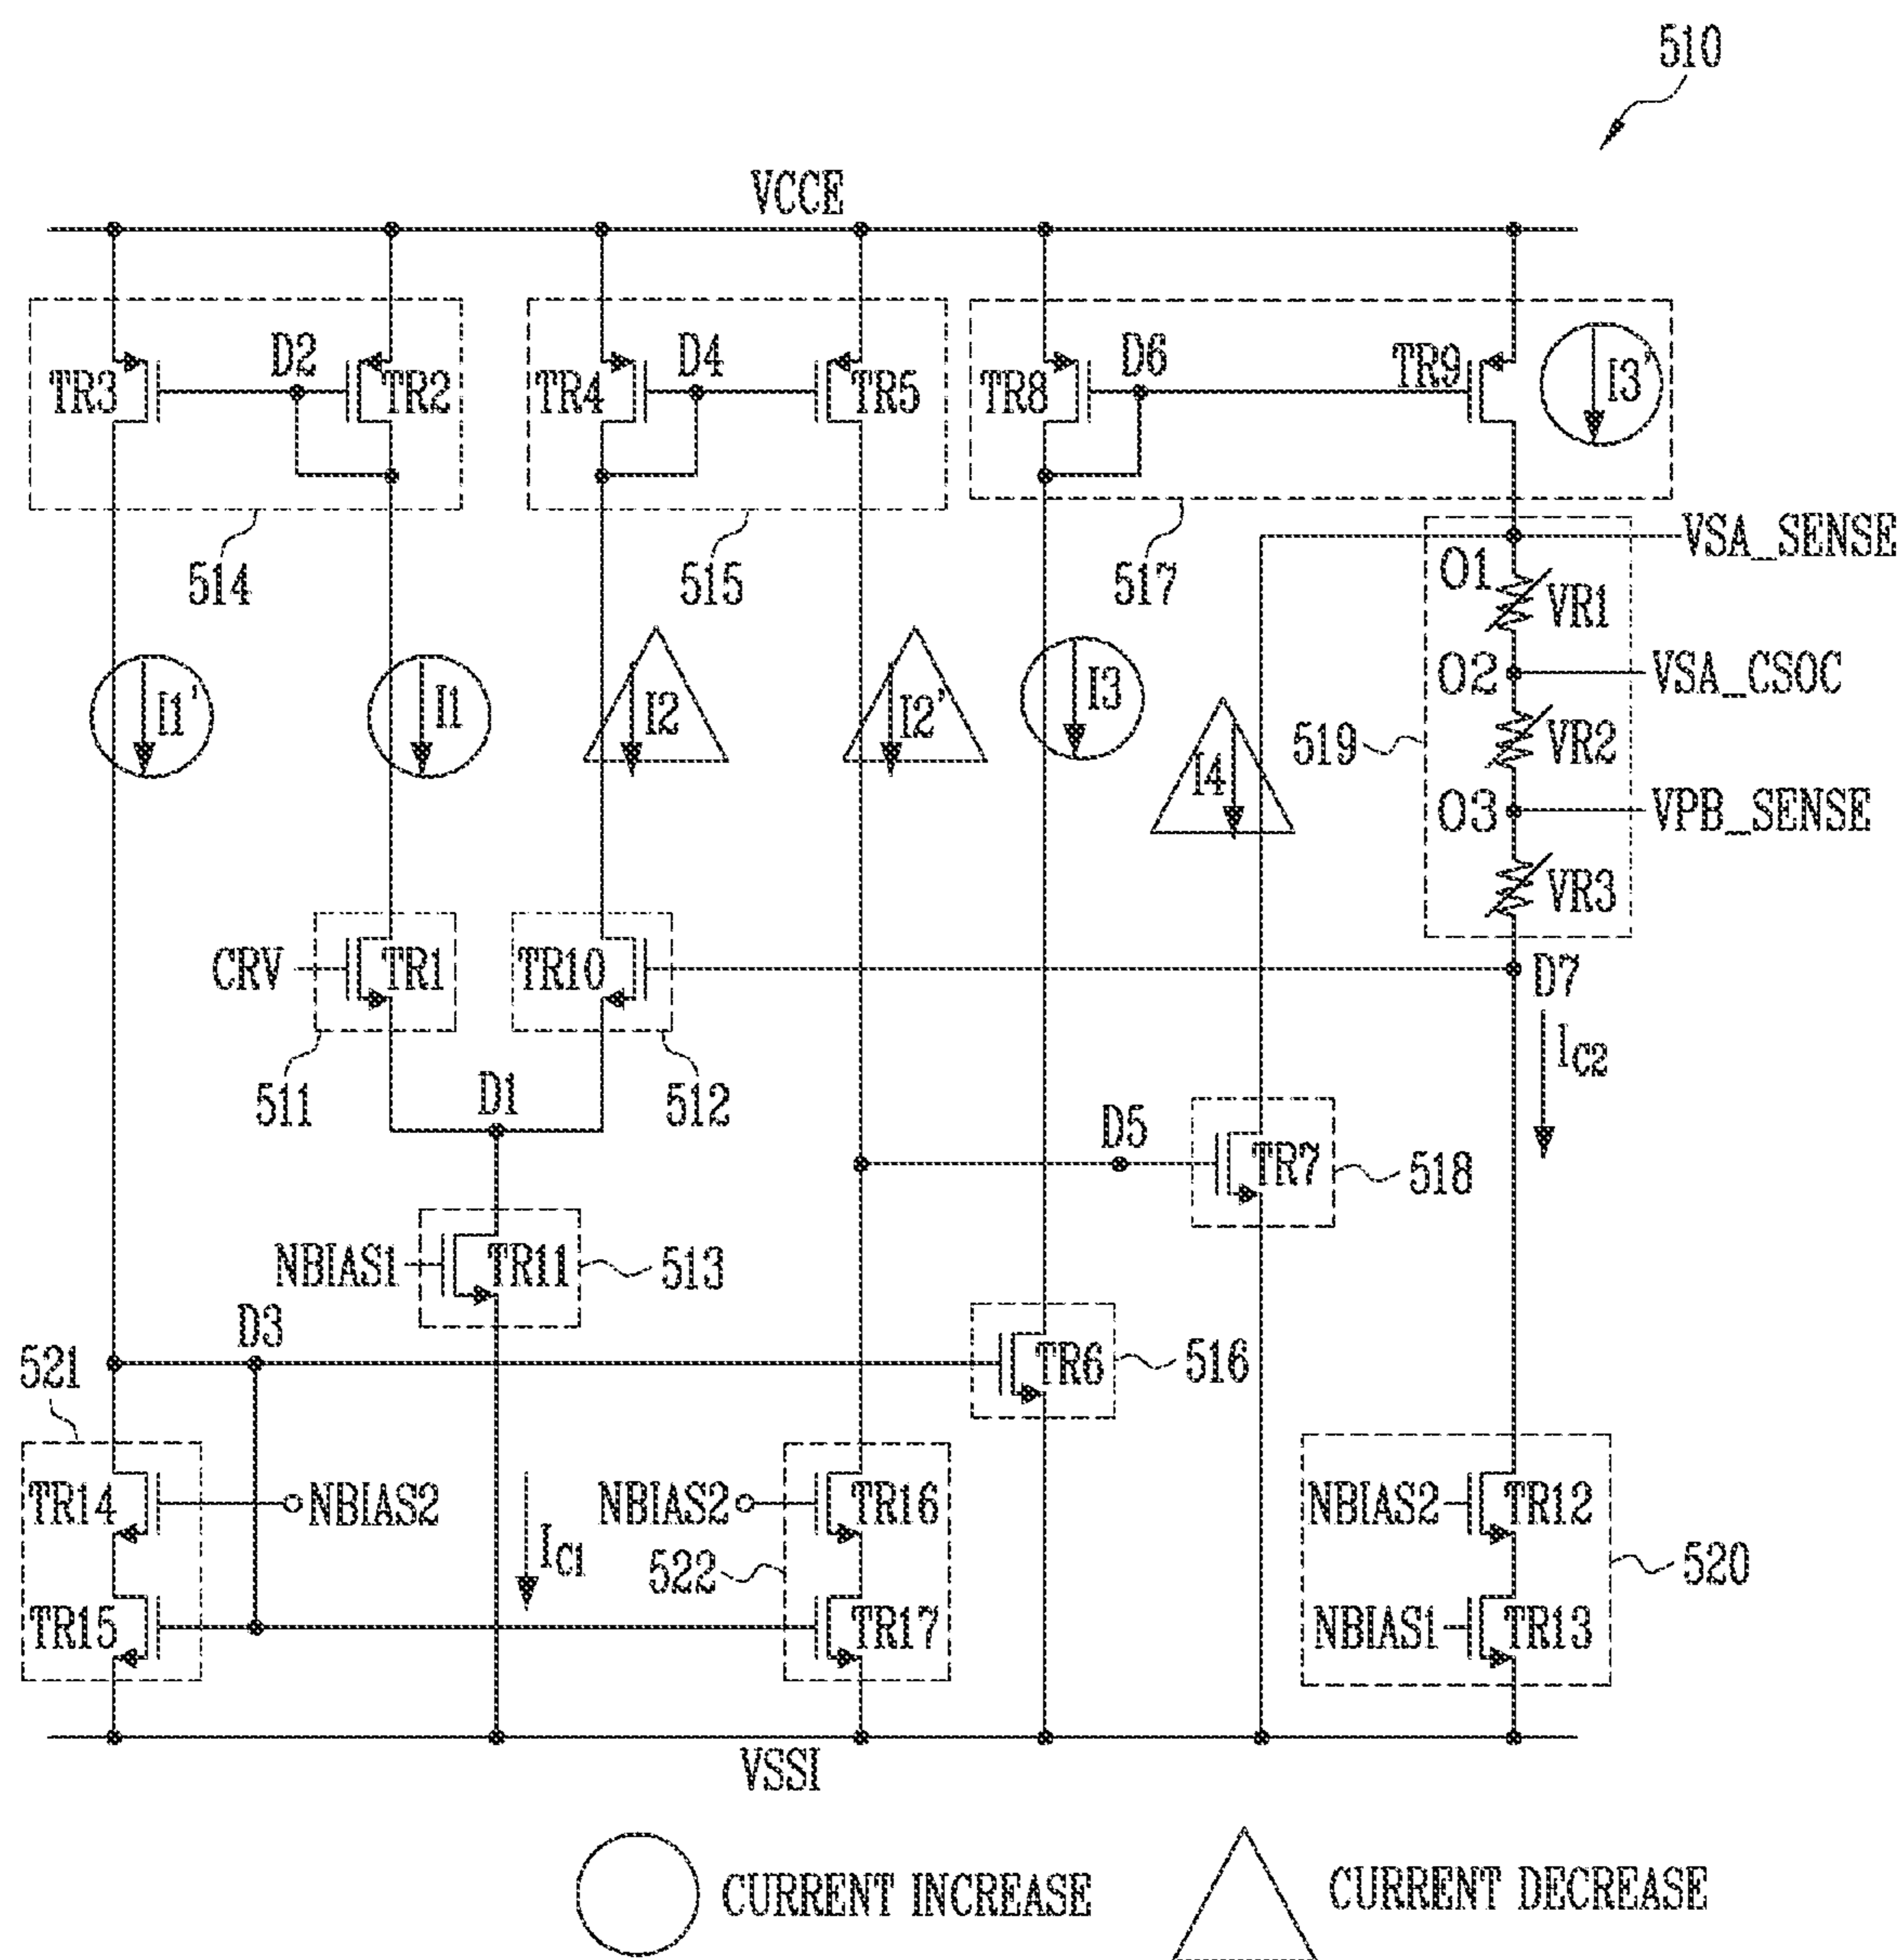 510
VCCE
D2
D4
D6
TR3
TR2
TR4
TR5
TR8
TR9
I3'
514
515
517
VSA_SENSE
O1
VR1
O2
VSA_CSOC
I1'
I1
I2
I2'
I3
I4
519
VR2
O3
VPB_SENSE
VR3
CRV
TR1
TR10
D7
IC2
511
D1
512
D5
TR7
518
NBIAS1
TR11
513
D3
521
TR6
516
TR14
NBIAS2
NBIAS2
TR16
NBIAS2
TR12
IC1
522
520
TR15
TR17
NBIAS1
TR13
VSSI
CURRENT INCREASE
CURRENT DECREASE